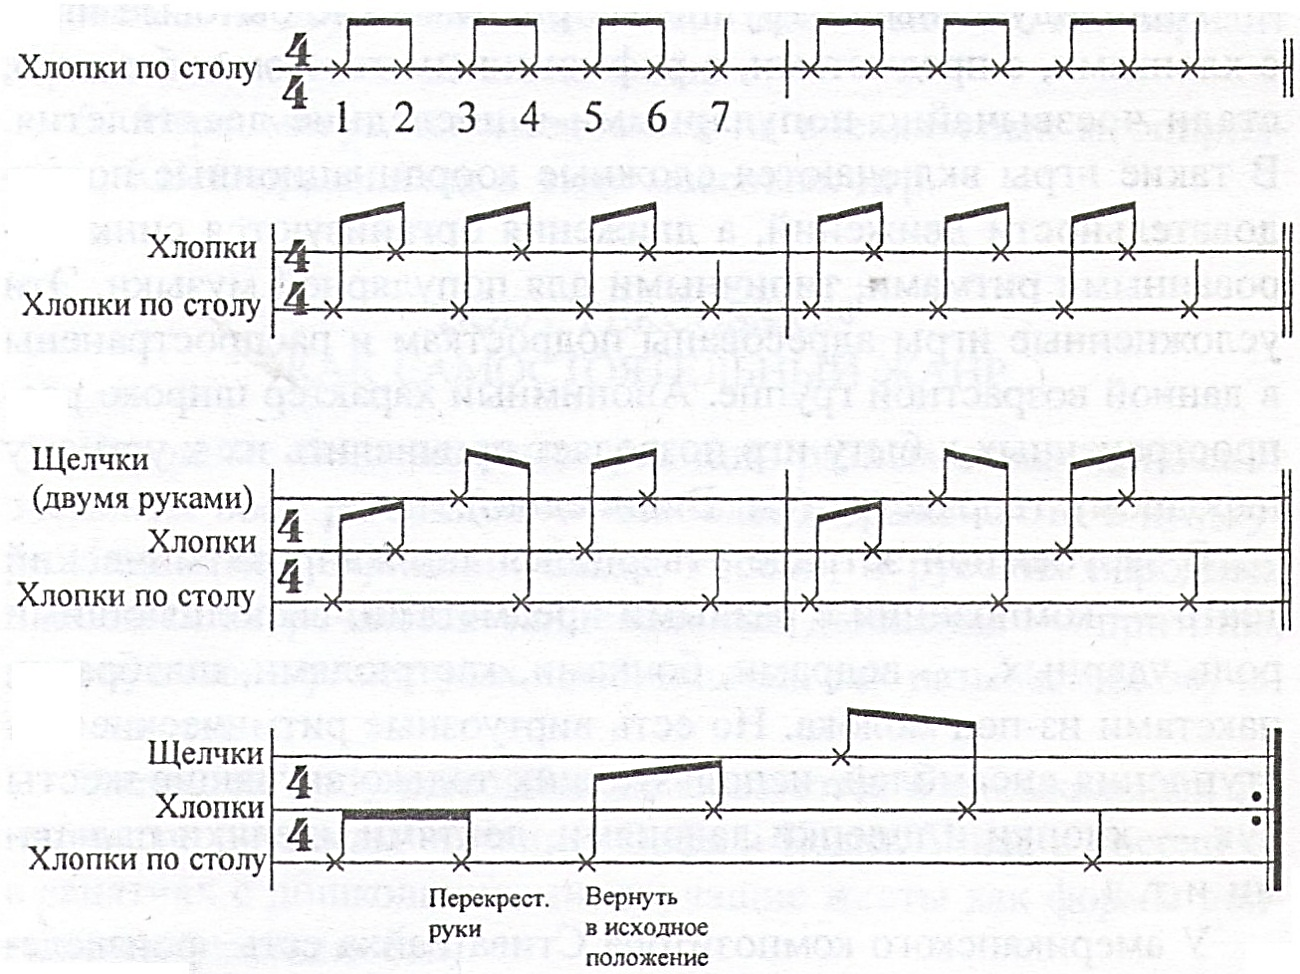 Хлопки по столу 4 4
1 2 3 4 5 6 7
Хлопки 4
Хлопки по столу 4
Щелчки
(двумя руками)
Хлопки 4
Хлопки по столу 4
Щелчки 4
Хлопки
Хлопки по столу 4
Перекрест.
руки
Вернуть
в исходное
положение